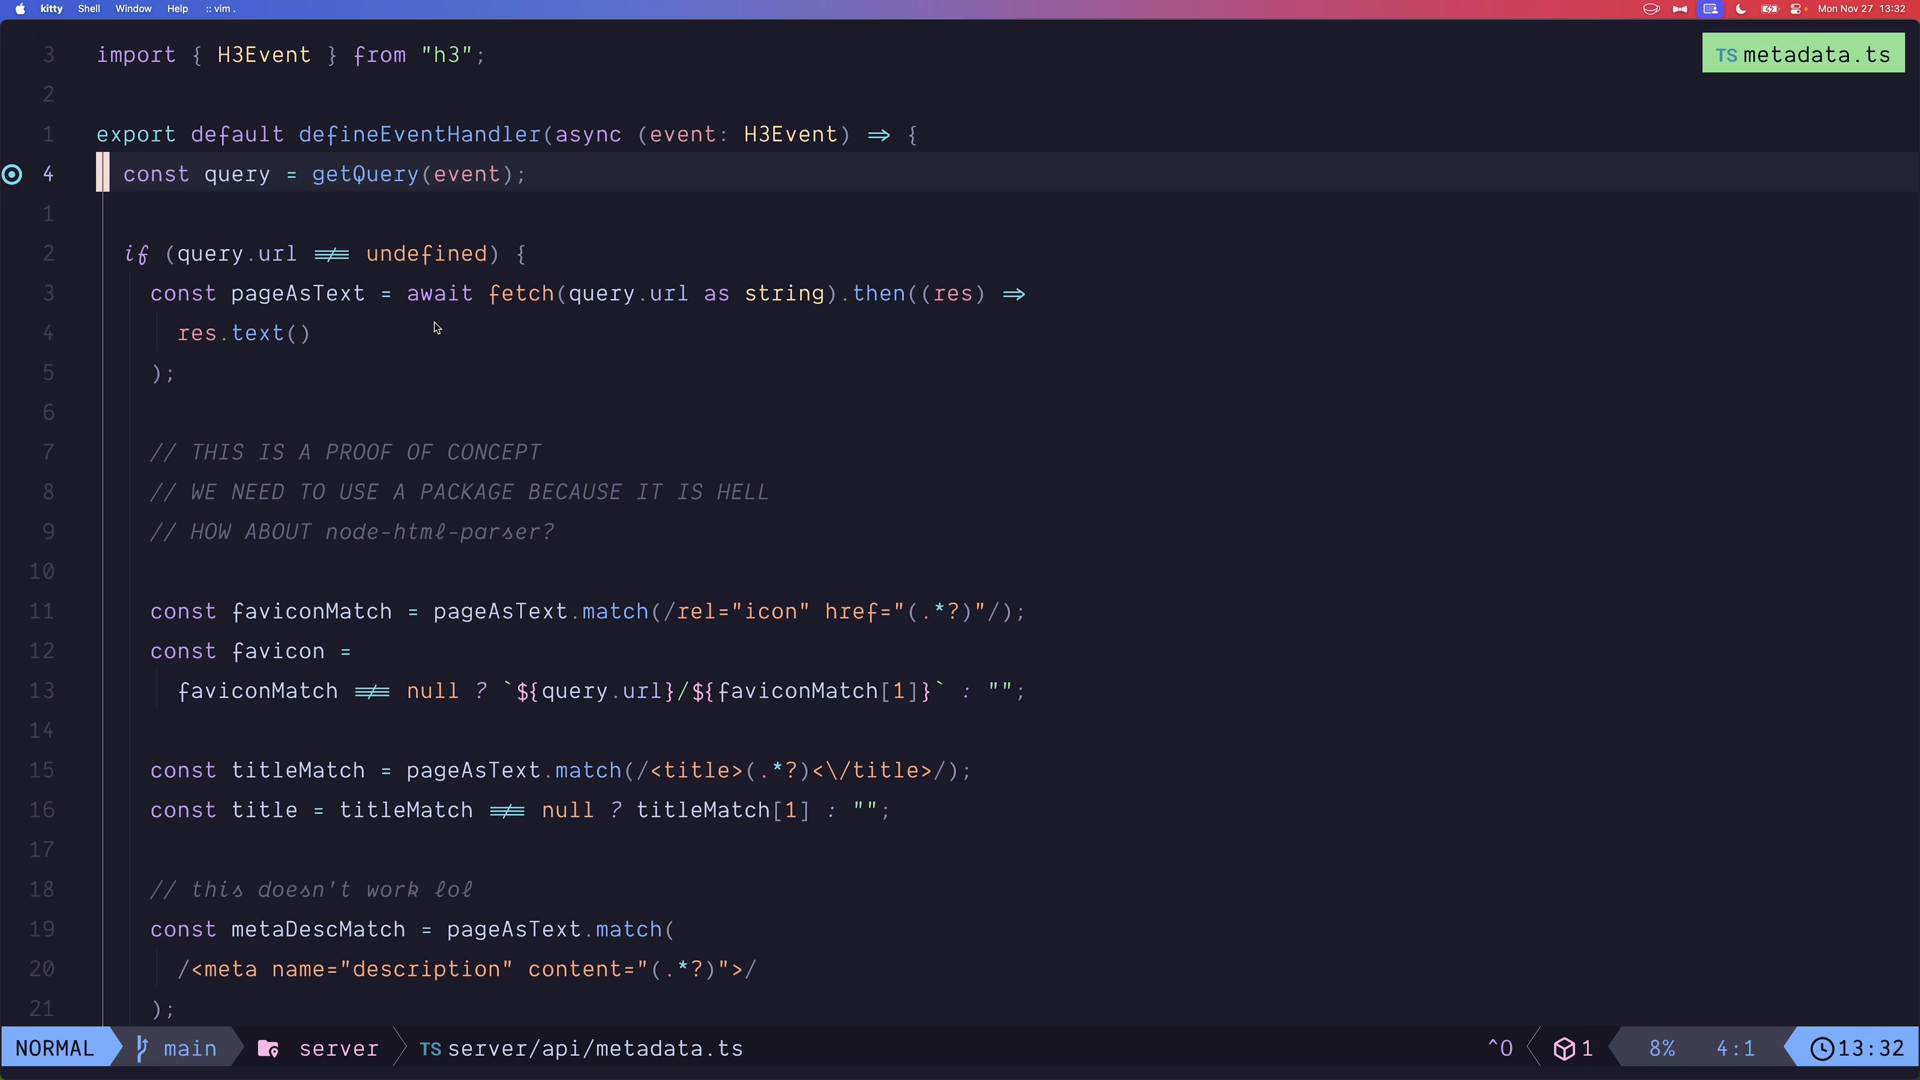 kitty Shell Window Help :: vim . Mon Nov 27 13:32
TS metadata.ts
3 import { H3Event } from "h3";
2
1 export default defineEventHandler(async (event: H3Event) => {
4 const query = getQuery(event);
1
2 if (query.url !== undefined) {
3 const pageAsText = await fetch(query.url as string).then((res) =>
4 res.text()
5 );
6
7 // THIS IS A PROOF OF CONCEPT
8 // WE NEED TO USE A PACKAGE BECAUSE IT IS HELL
9 // HOW ABOUT node-html-parser?
10
11 const faviconMatch = pageAsText.match(/rel="icon" href="(.*?)"/);
12 const favicon =
13 faviconMatch !== null ? `${query.url}/${faviconMatch[1]}` : "";
14
15 const titleMatch = pageAsText.match(/<title>(.*?)<\/title>/);
16 const title = titleMatch !== null ? titleMatch[1] : "";
17
18 // this doesn't work lol
19 const metaDescMatch = pageAsText.match(
20 /<meta name="description" content="(.*?)">/
21 );
NORMAL main server TS server/api/metadata.ts ^O 1 8% 4:1 13:32